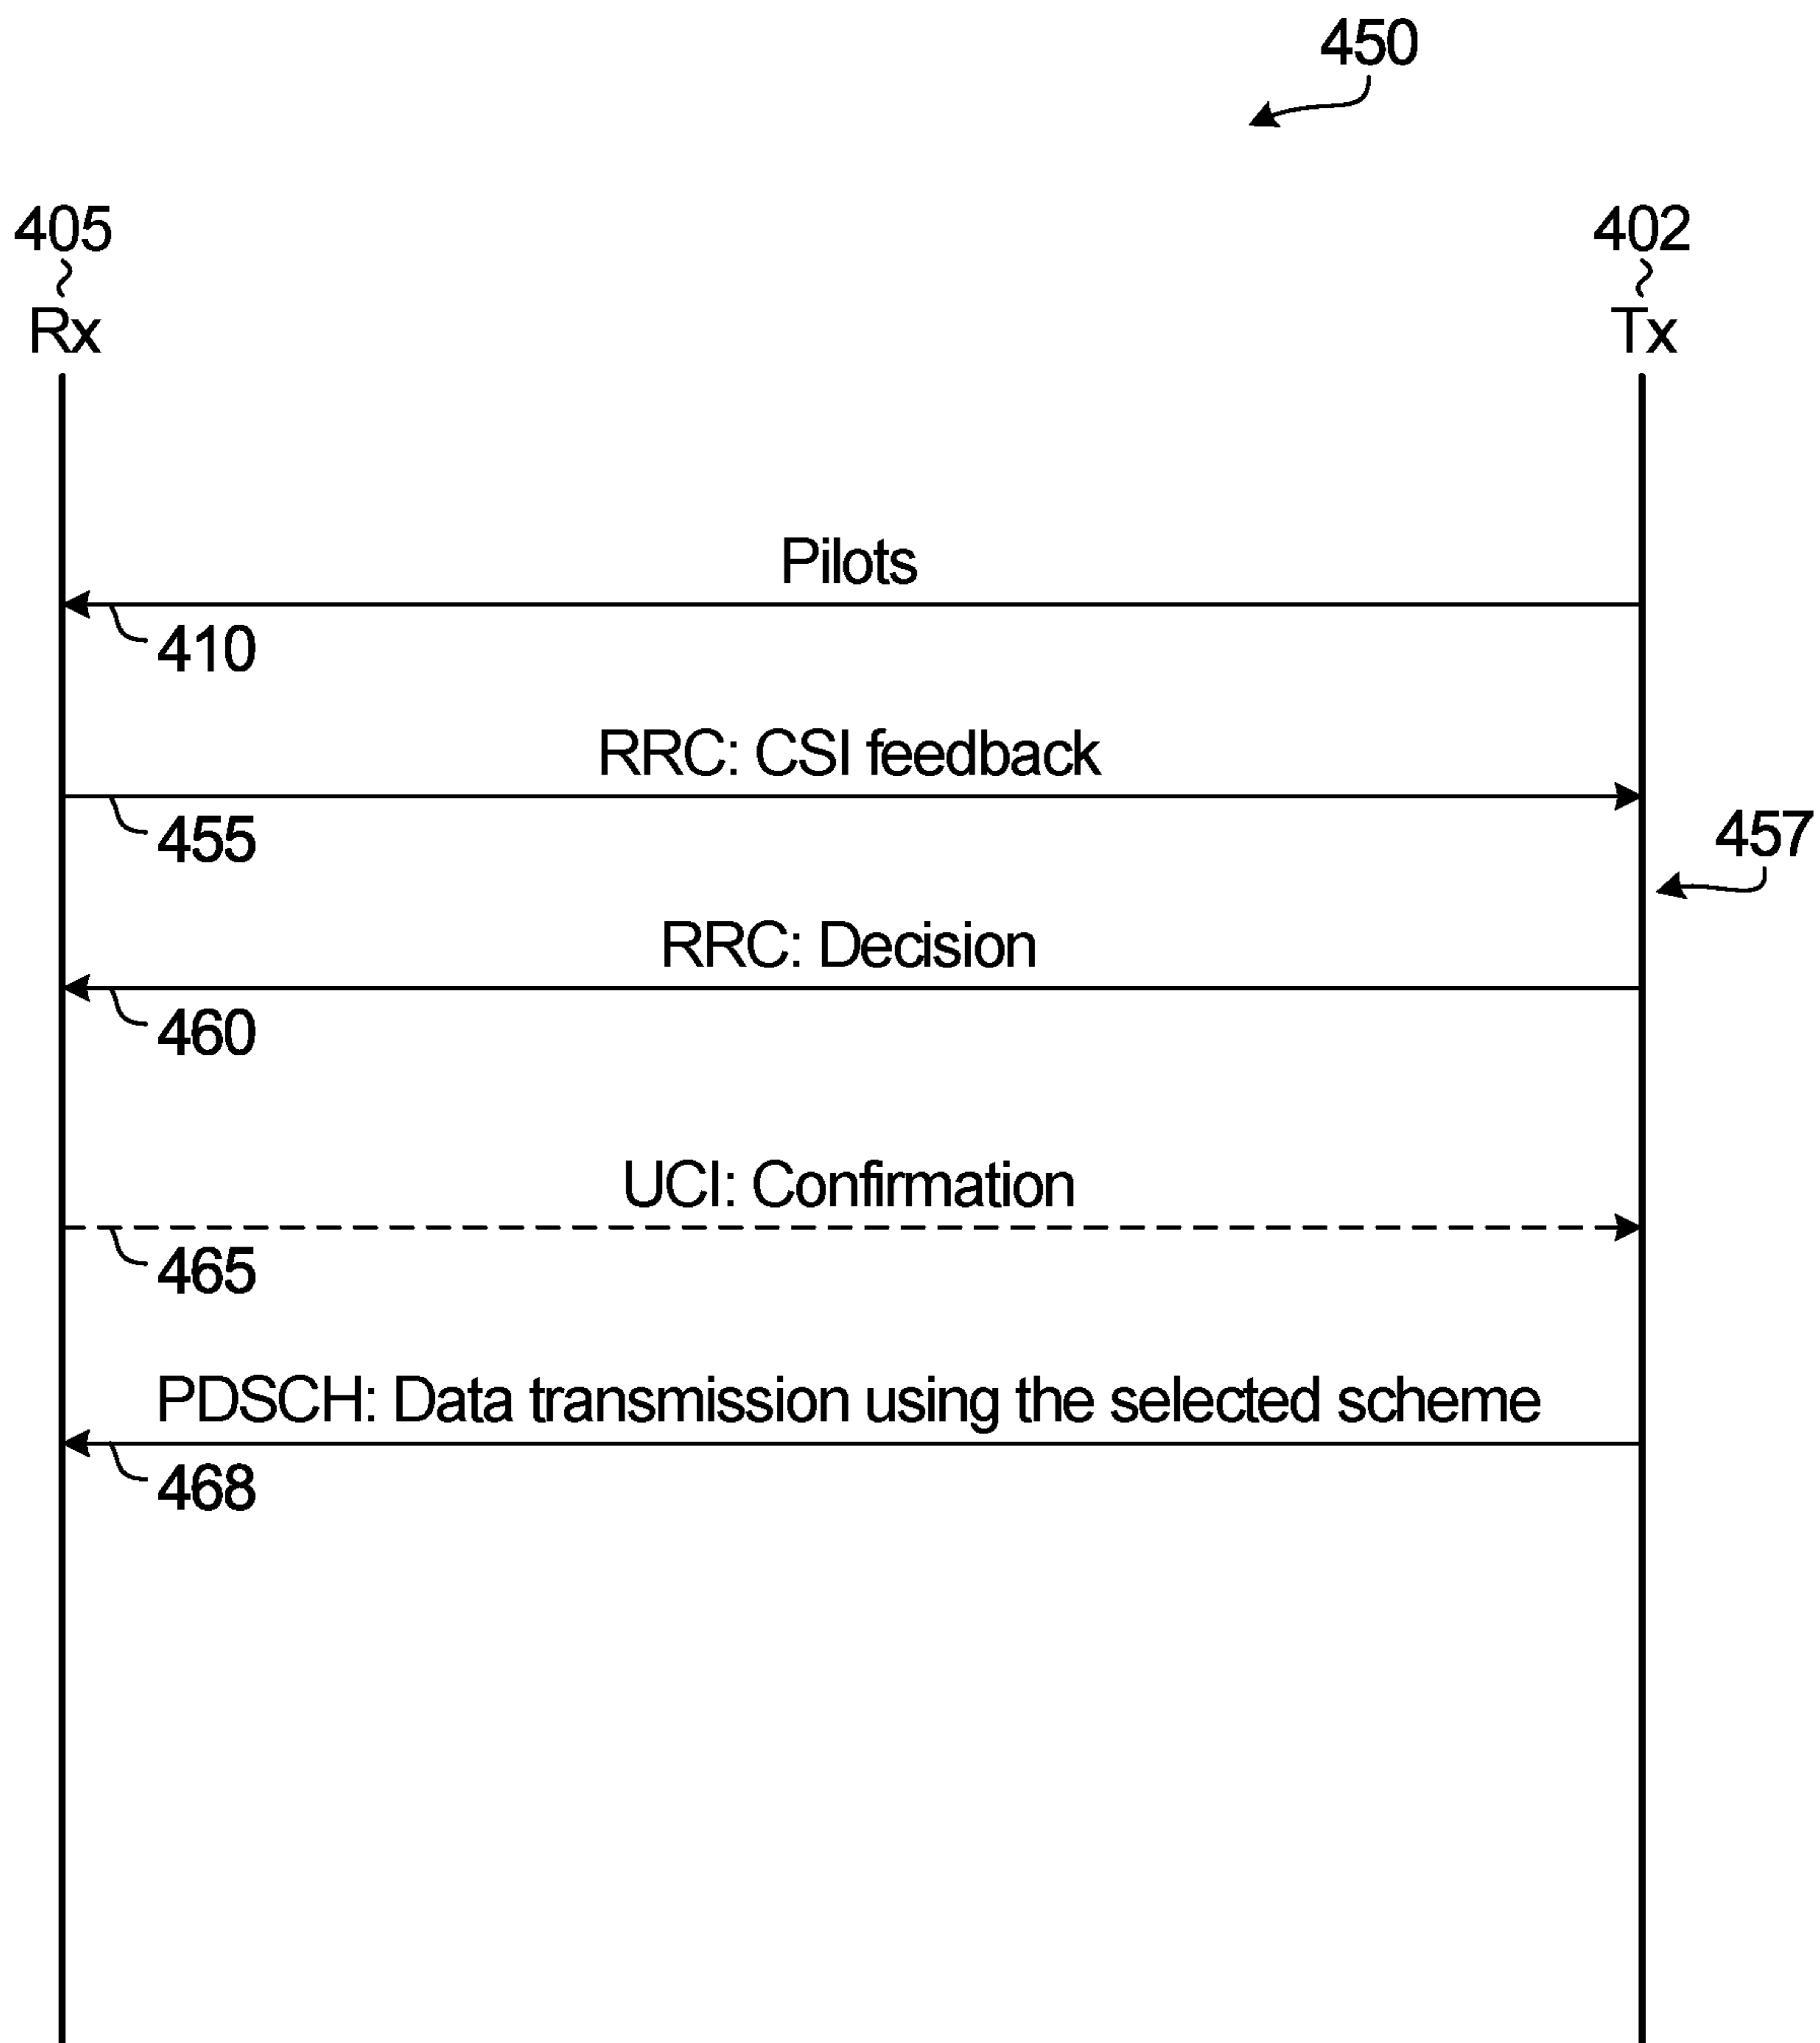 450
405
402
Rx
Tx
Pilots
410
RRC: CSI feedback
455
457
RRC: Decision
460
UCI: Confirmation
465
PDSCH: Data transmission using the selected scheme
468